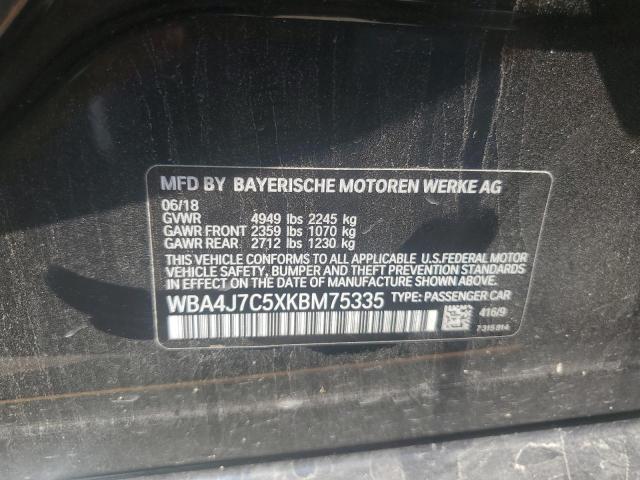 MFD BY BAYERISCHE MOTOREN WERKE AG
06/18
GVWR 4949 lbs 2245 kg
GAWR FRONT 2359 lbs 1070 kg
GAWR REAR 2712 lbs 1230 kg
THIS VEHICLE CONFORMS TO ALL APPLICABLE U.S.FEDERAL MOTOR
VEHICLE SAFETY, BUMPER AND THEFT PREVENTION STANDARDS
IN EFFECT ON THE DATE OF MANUFACTURE SHOWN ABOVE.
WBA4J7C5XKBM75335 TYPE: PASSENGER CAR
416/9
7315814